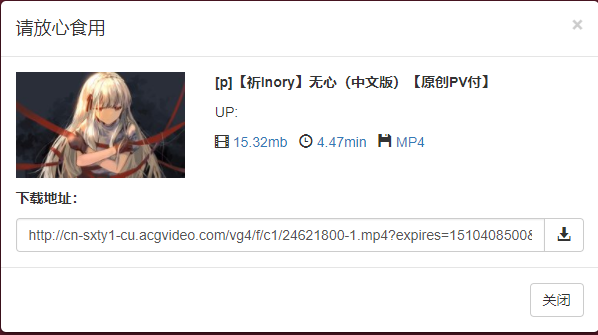 请放心食用
×
[p]【祈Inory】无心（中文版）【原创PV付】
UP:
15.32mb 4.47min MP4
下载地址：
http://cn-sxty1-cu.acgvideo.com/vg4/f/c1/24621800-1.mp4?expires=1510408500&
关闭